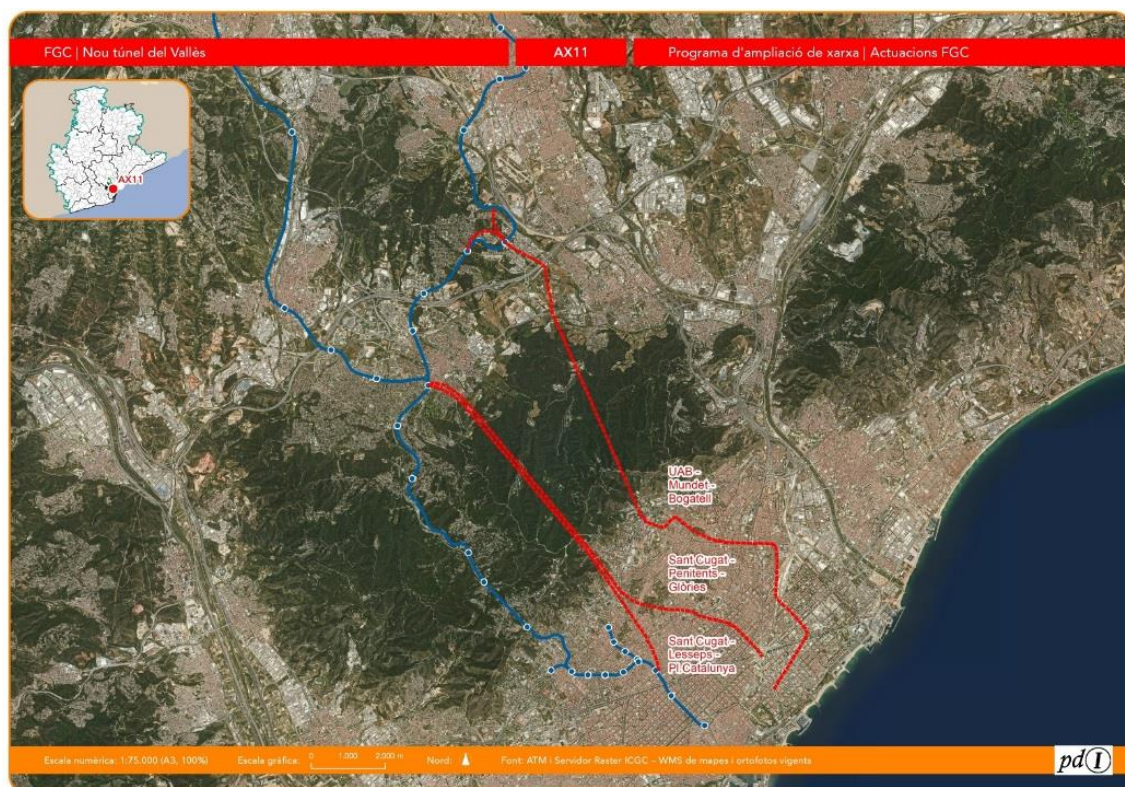 FGC | Nou túnel del Vallès
AX11
Programa d'ampliació de xarxa | Actuacions FGC
AX11
UAB -
Mundet -
Bogatell
Sant Cugat -
Penitents -
Glòries
Sant Cugat -
Lesseps -
Pl.Catalunya
Escala numèrica: 1:75.000 (A3, 100%)
Escala gràfica:
0 1.000 2.000 m
Nord:
Font: ATM i Servidor Raster ICGC – WMS de mapes i ortofotos vigents
pdI